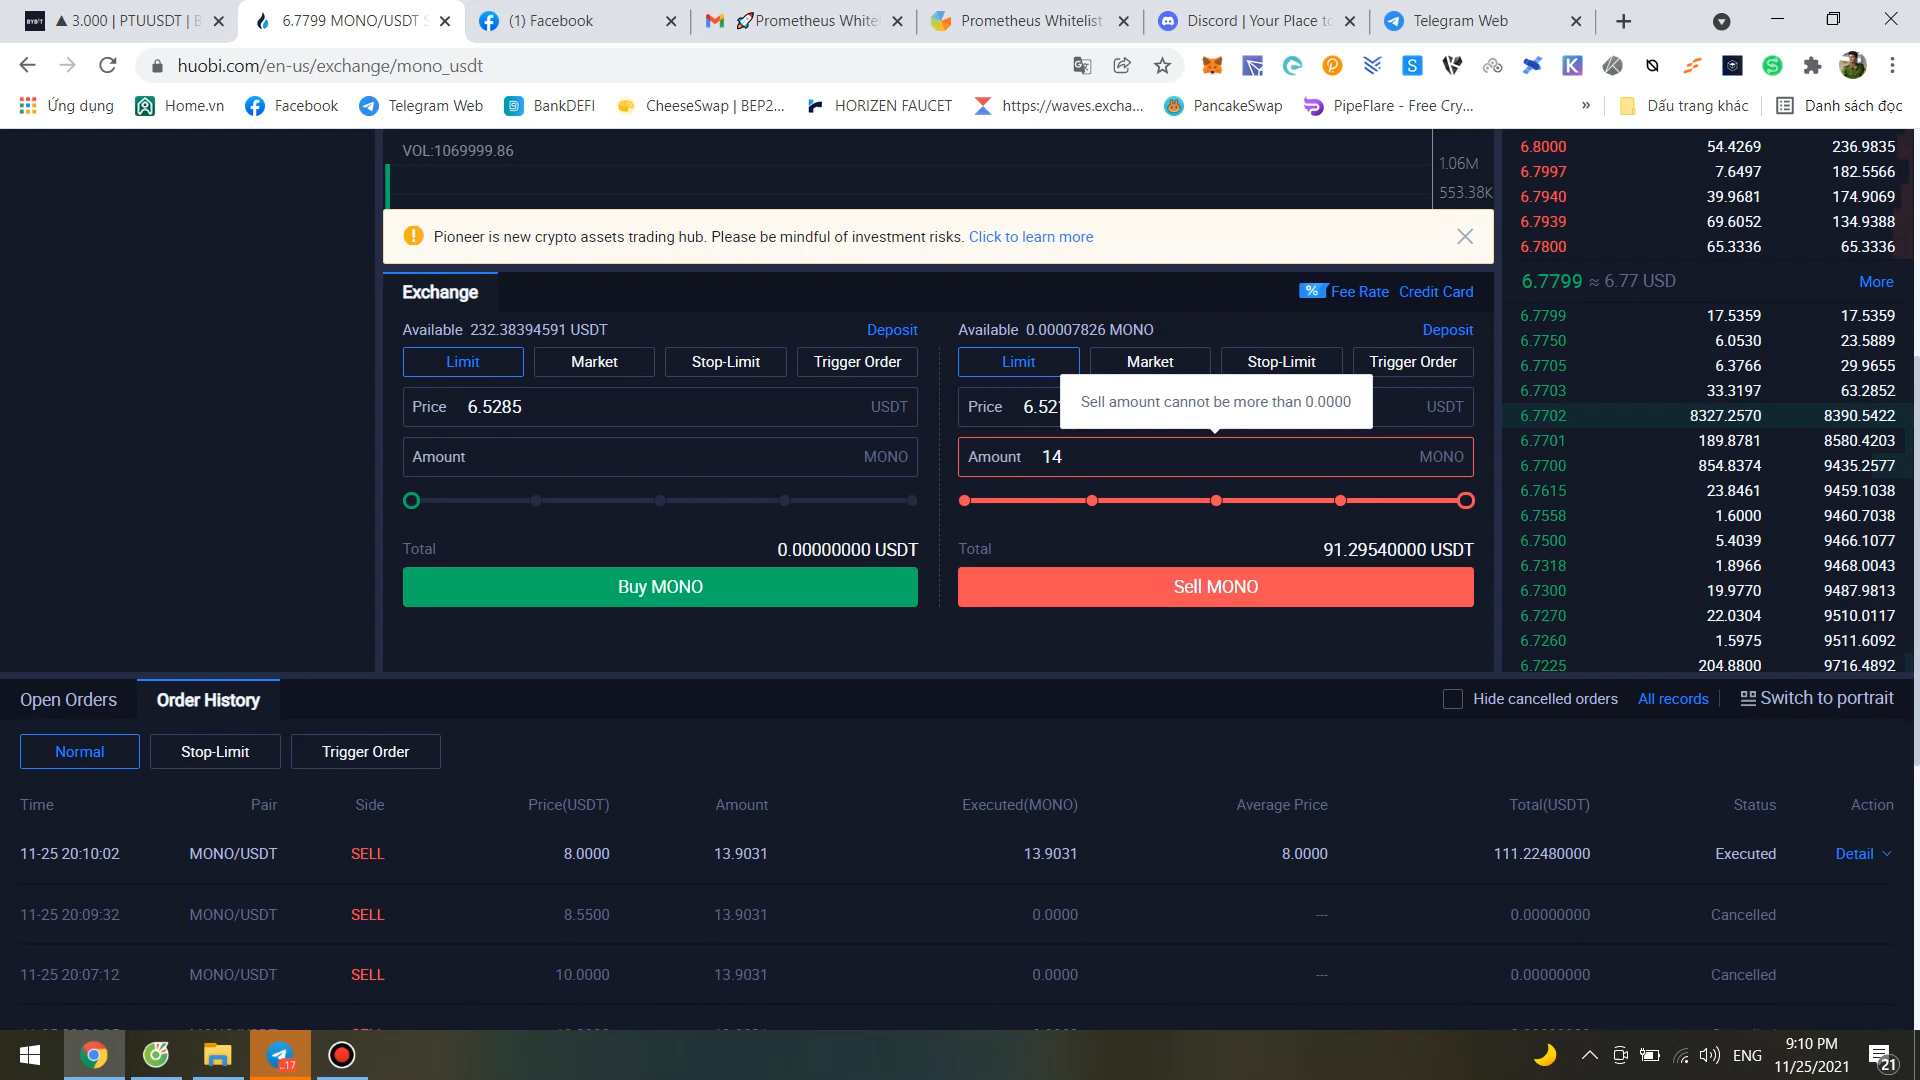 ▲ 3.000 | PTUUSDT | B
6.7799 MONO/USDT S
(1) Facebook
🚀Prometheus White
Prometheus Whitelist
Discord | Your Place to
Telegram Web
huobi.com/en-us/exchange/mono_usdt
Ứng dụng
Home.vn
Facebook
Telegram Web
BankDEFI
CheeseSwap | BEP2...
HORIZEN FAUCET
https://waves.excha...
PancakeSwap
PipeFlare - Free Cry...
»
Dấu trang khác
Danh sách đọc
VOL:1069999.86
1.06M
553.38K
Pioneer is new crypto assets trading hub. Please be mindful of investment risks. Click to learn more
Exchange
% Fee Rate Credit Card
Available 232.38394591 USDT Deposit
Limit Market Stop-Limit Trigger Order
Price 6.5285 USDT
Amount MONO
Total 0.00000000 USDT
Buy MONO
Available 0.00007826 MONO Deposit
Limit Market Stop-Limit Trigger Order
Price 6.52 USDT
Sell amount cannot be more than 0.0000
Amount 14 MONO
Total 91.29540000 USDT
Sell MONO
6.8000 54.4269 236.9835
6.7997 7.6497 182.5566
6.7940 39.9681 174.9069
6.7939 69.6052 134.9388
6.7800 65.3336 65.3336
6.7799 ≈ 6.77 USD More
6.7799 17.5359 17.5359
6.7750 6.0530 23.5889
6.7705 6.3766 29.9655
6.7703 33.3197 63.2852
6.7702 8327.2570 8390.5422
6.7701 189.8781 8580.4203
6.7700 854.8374 9435.2577
6.7615 23.8461 9459.1038
6.7558 1.6000 9460.7038
6.7500 5.4039 9466.1077
6.7318 1.8966 9468.0043
6.7300 19.9770 9487.9813
6.7270 22.0304 9510.0117
6.7260 1.5975 9511.6092
6.7225 204.8800 9716.4892
Open Orders Order History
Hide cancelled orders All records Switch to portrait
Normal Stop-Limit Trigger Order
Time Pair Side Price(USDT) Amount Executed(MONO) Average Price Total(USDT) Status Action
11-25 20:10:02 MONO/USDT SELL 8.0000 13.9031 13.9031 8.0000 111.22480000 Executed Detail
11-25 20:09:32 MONO/USDT SELL 8.5500 13.9031 0.0000 --- 0.00000000 Cancelled
11-25 20:07:12 MONO/USDT SELL 10.0000 13.9031 0.0000 --- 0.00000000 Cancelled
..17
ENG
9:10 PM
11/25/2021
21